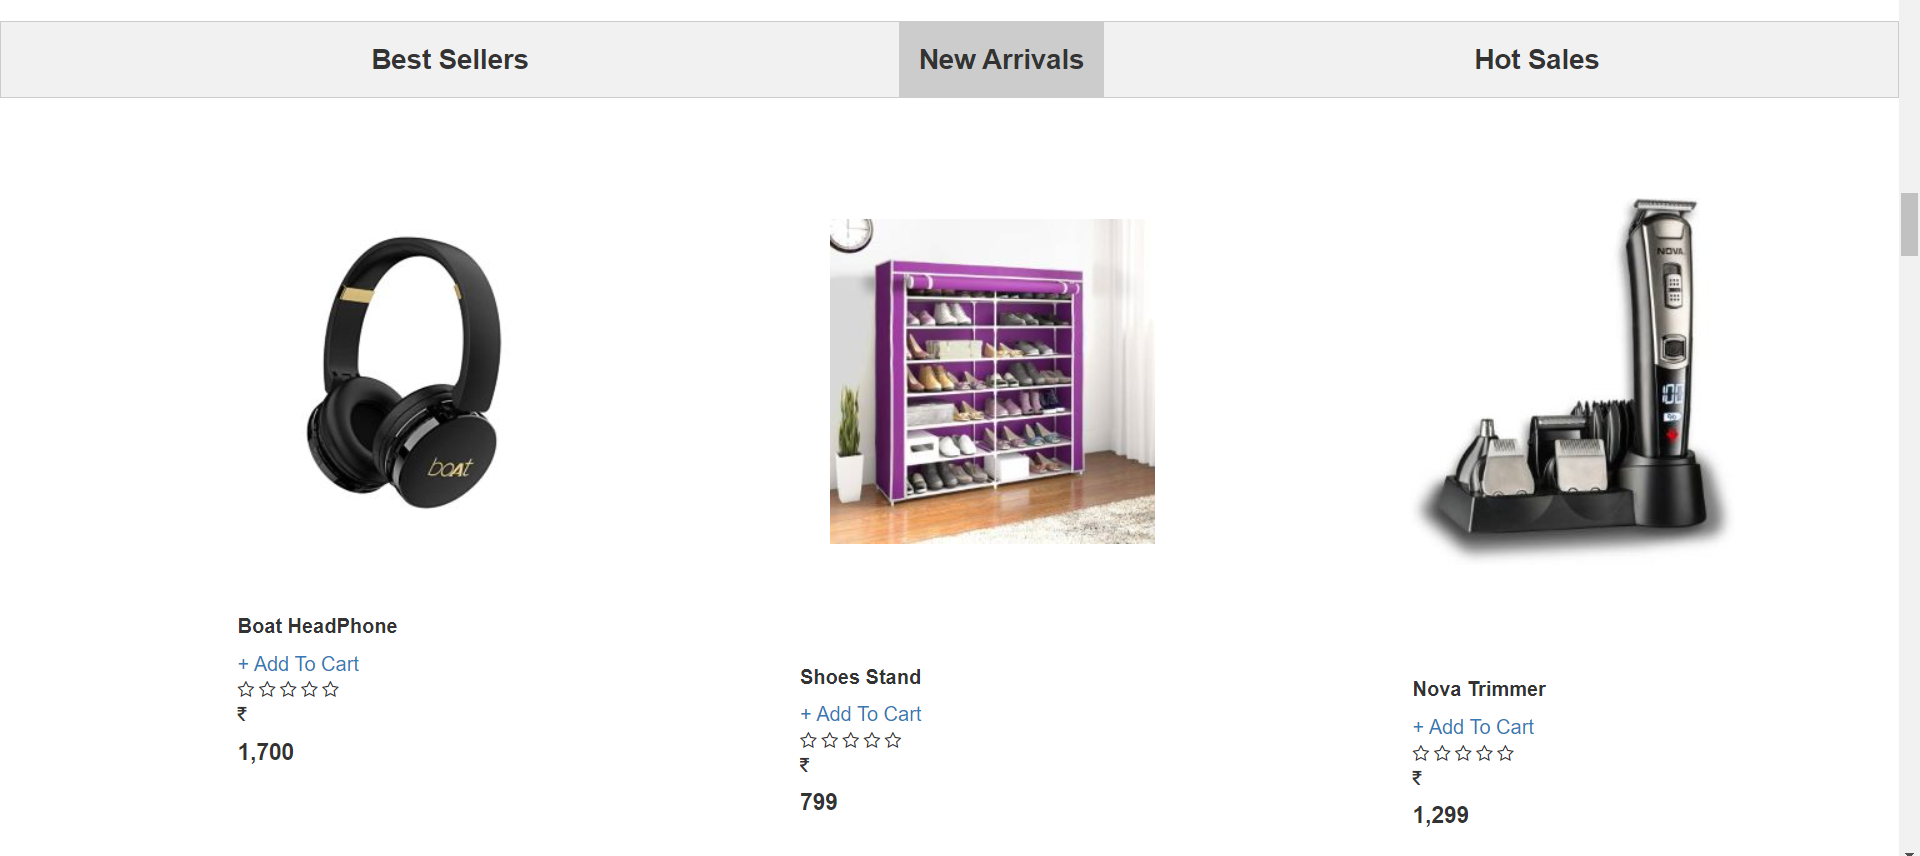 Best Sellers New Arrivals Hot Sales
boAt
NOVA
100
Boat HeadPhone
+ Add To Cart
₹
1,700
Shoes Stand
+ Add To Cart
₹
799
Nova Trimmer
+ Add To Cart
₹
1,299